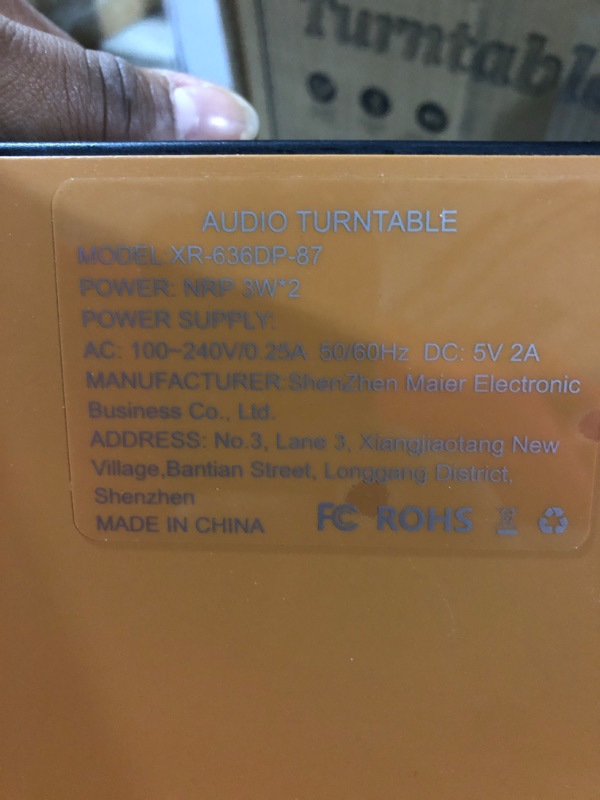 Turntable
AUDIO TURNTABLE
MODEL:XR-636DP-87
POWER: NRP 3W*2
POWER SUPPLY:
AC: 100~240V/0.25A 50/60Hz DC: 5V 2A
MANUFACTURER:ShenZhen Maier Electronic
Business Co., Ltd.
ADDRESS: No.3, Lane 3, Xiangjiaotang New
Village,Bantian Street, Longgang District,
Shenzhen
MADE IN CHINA FC ROHS